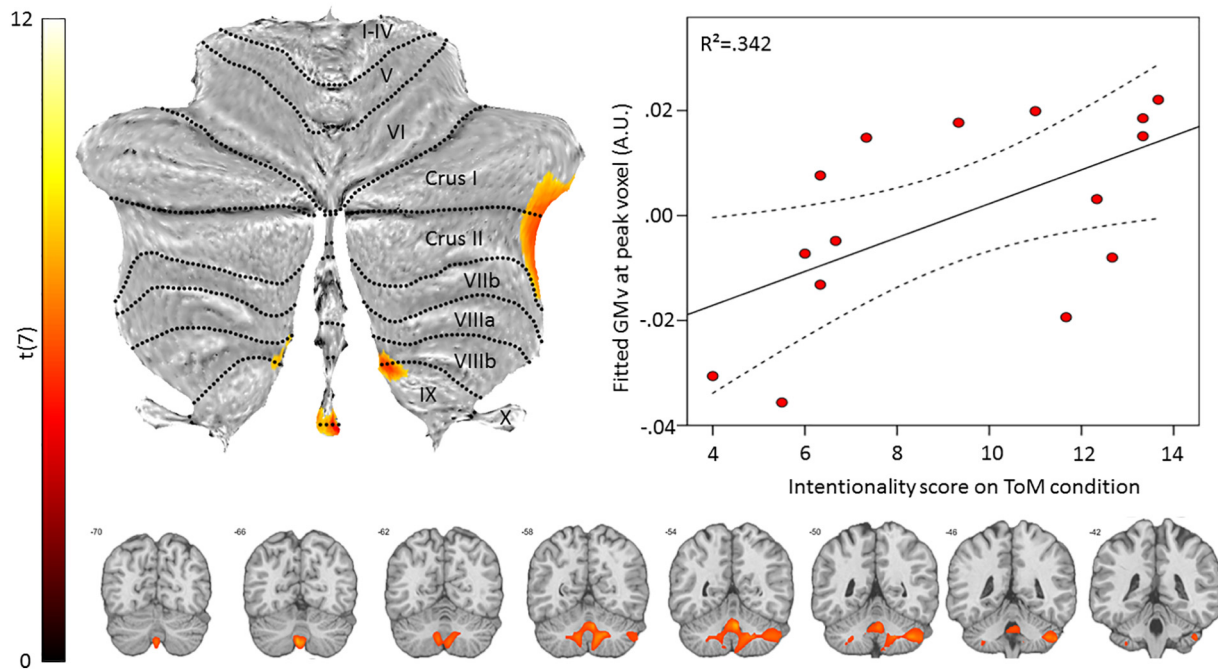 12
t(7)
0
I-IV
V
VI
Crus I
Crus II
VIIb
VIIIa
VIIIb
IX
X
R²=.342
Fitted GMv at peak voxel (A.U.)
.02
.00
-.02
-.04
4 6 8 10 12 14
Intentionality score on ToM condition
-70 -66 -62 -58 -54 -50 -46 -42